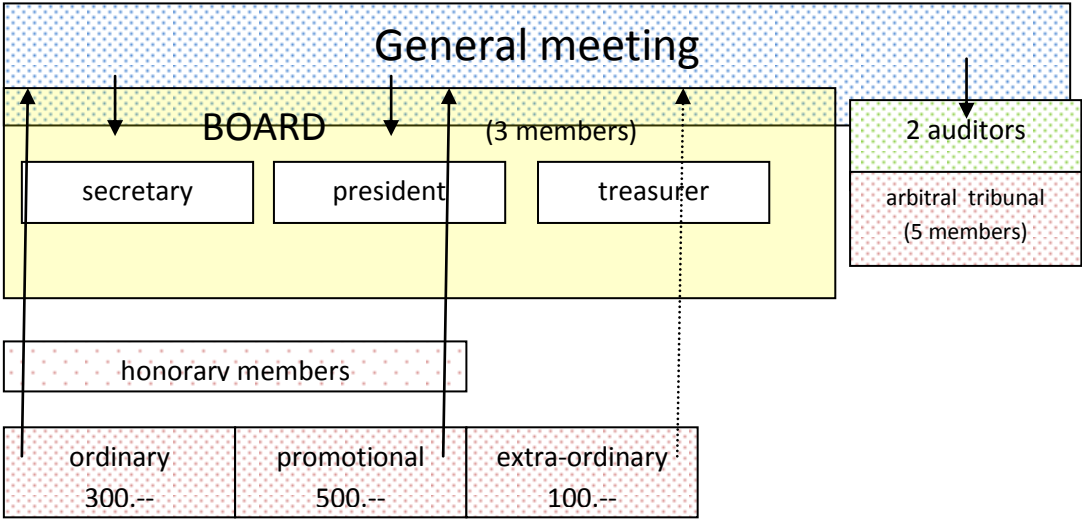 General meeting
BOARD (3 members)
2 auditors
secretary president treasurer
arbitral tribunal
(5 members)
honorary members
ordinary promotional extra-ordinary
300.-- 500.-- 100.--